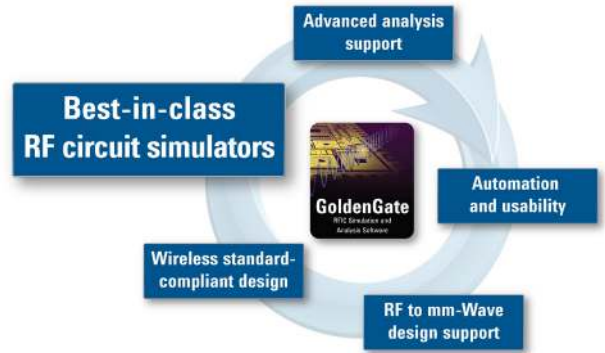 Advanced analysis
support
Best-in-class
RF circuit simulators
GoldenGate
RFIC Simulation and
Analysis Software
Automation
and usability
Wireless standard-
compliant design
RF to mm-Wave
design support